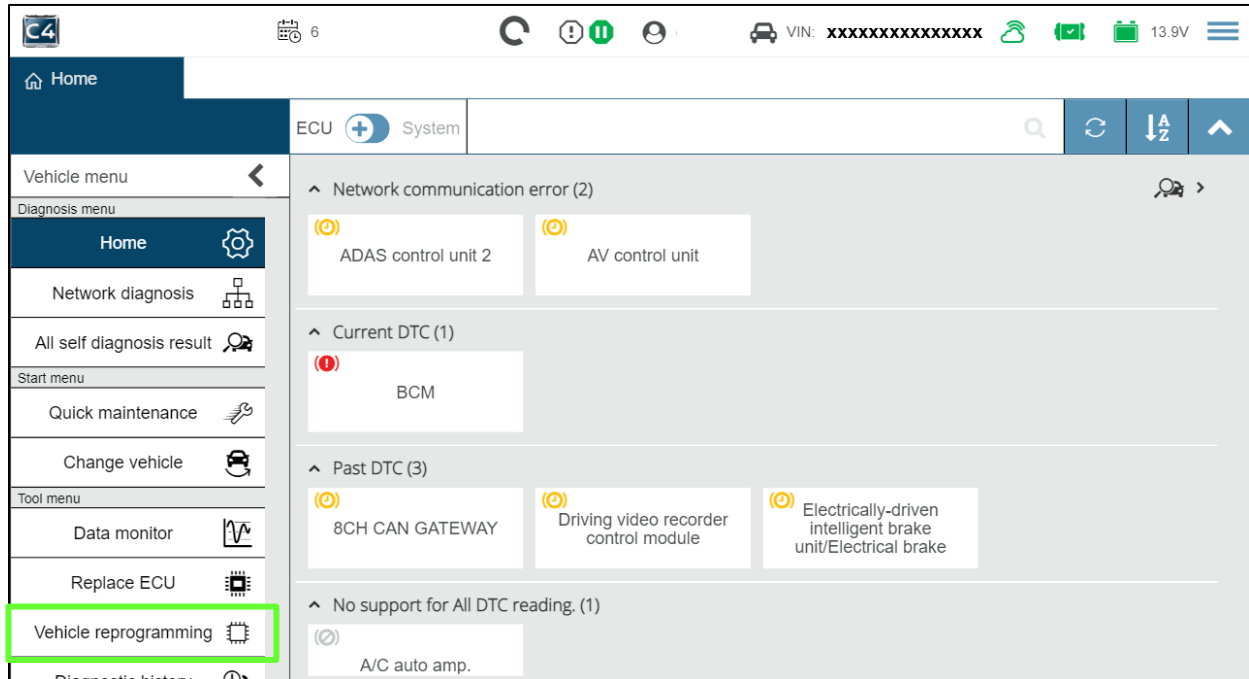 C4
6
VIN: xxxxxxxxxxxxxxx
13.9V
Home
ECU
System
A
Z
Vehicle menu
Diagnosis menu
Home
Network diagnosis
All self diagnosis result
Start menu
Quick maintenance
Change vehicle
Tool menu
Data monitor
Replace ECU
Vehicle reprogramming
Diagnostic history
Network communication error (2)
ADAS control unit 2
AV control unit
Current DTC (1)
BCM
Past DTC (3)
8CH CAN GATEWAY
Driving video recorder
control module
Electrically-driven
intelligent brake
unit/Electrical brake
No support for All DTC reading. (1)
A/C auto amp.